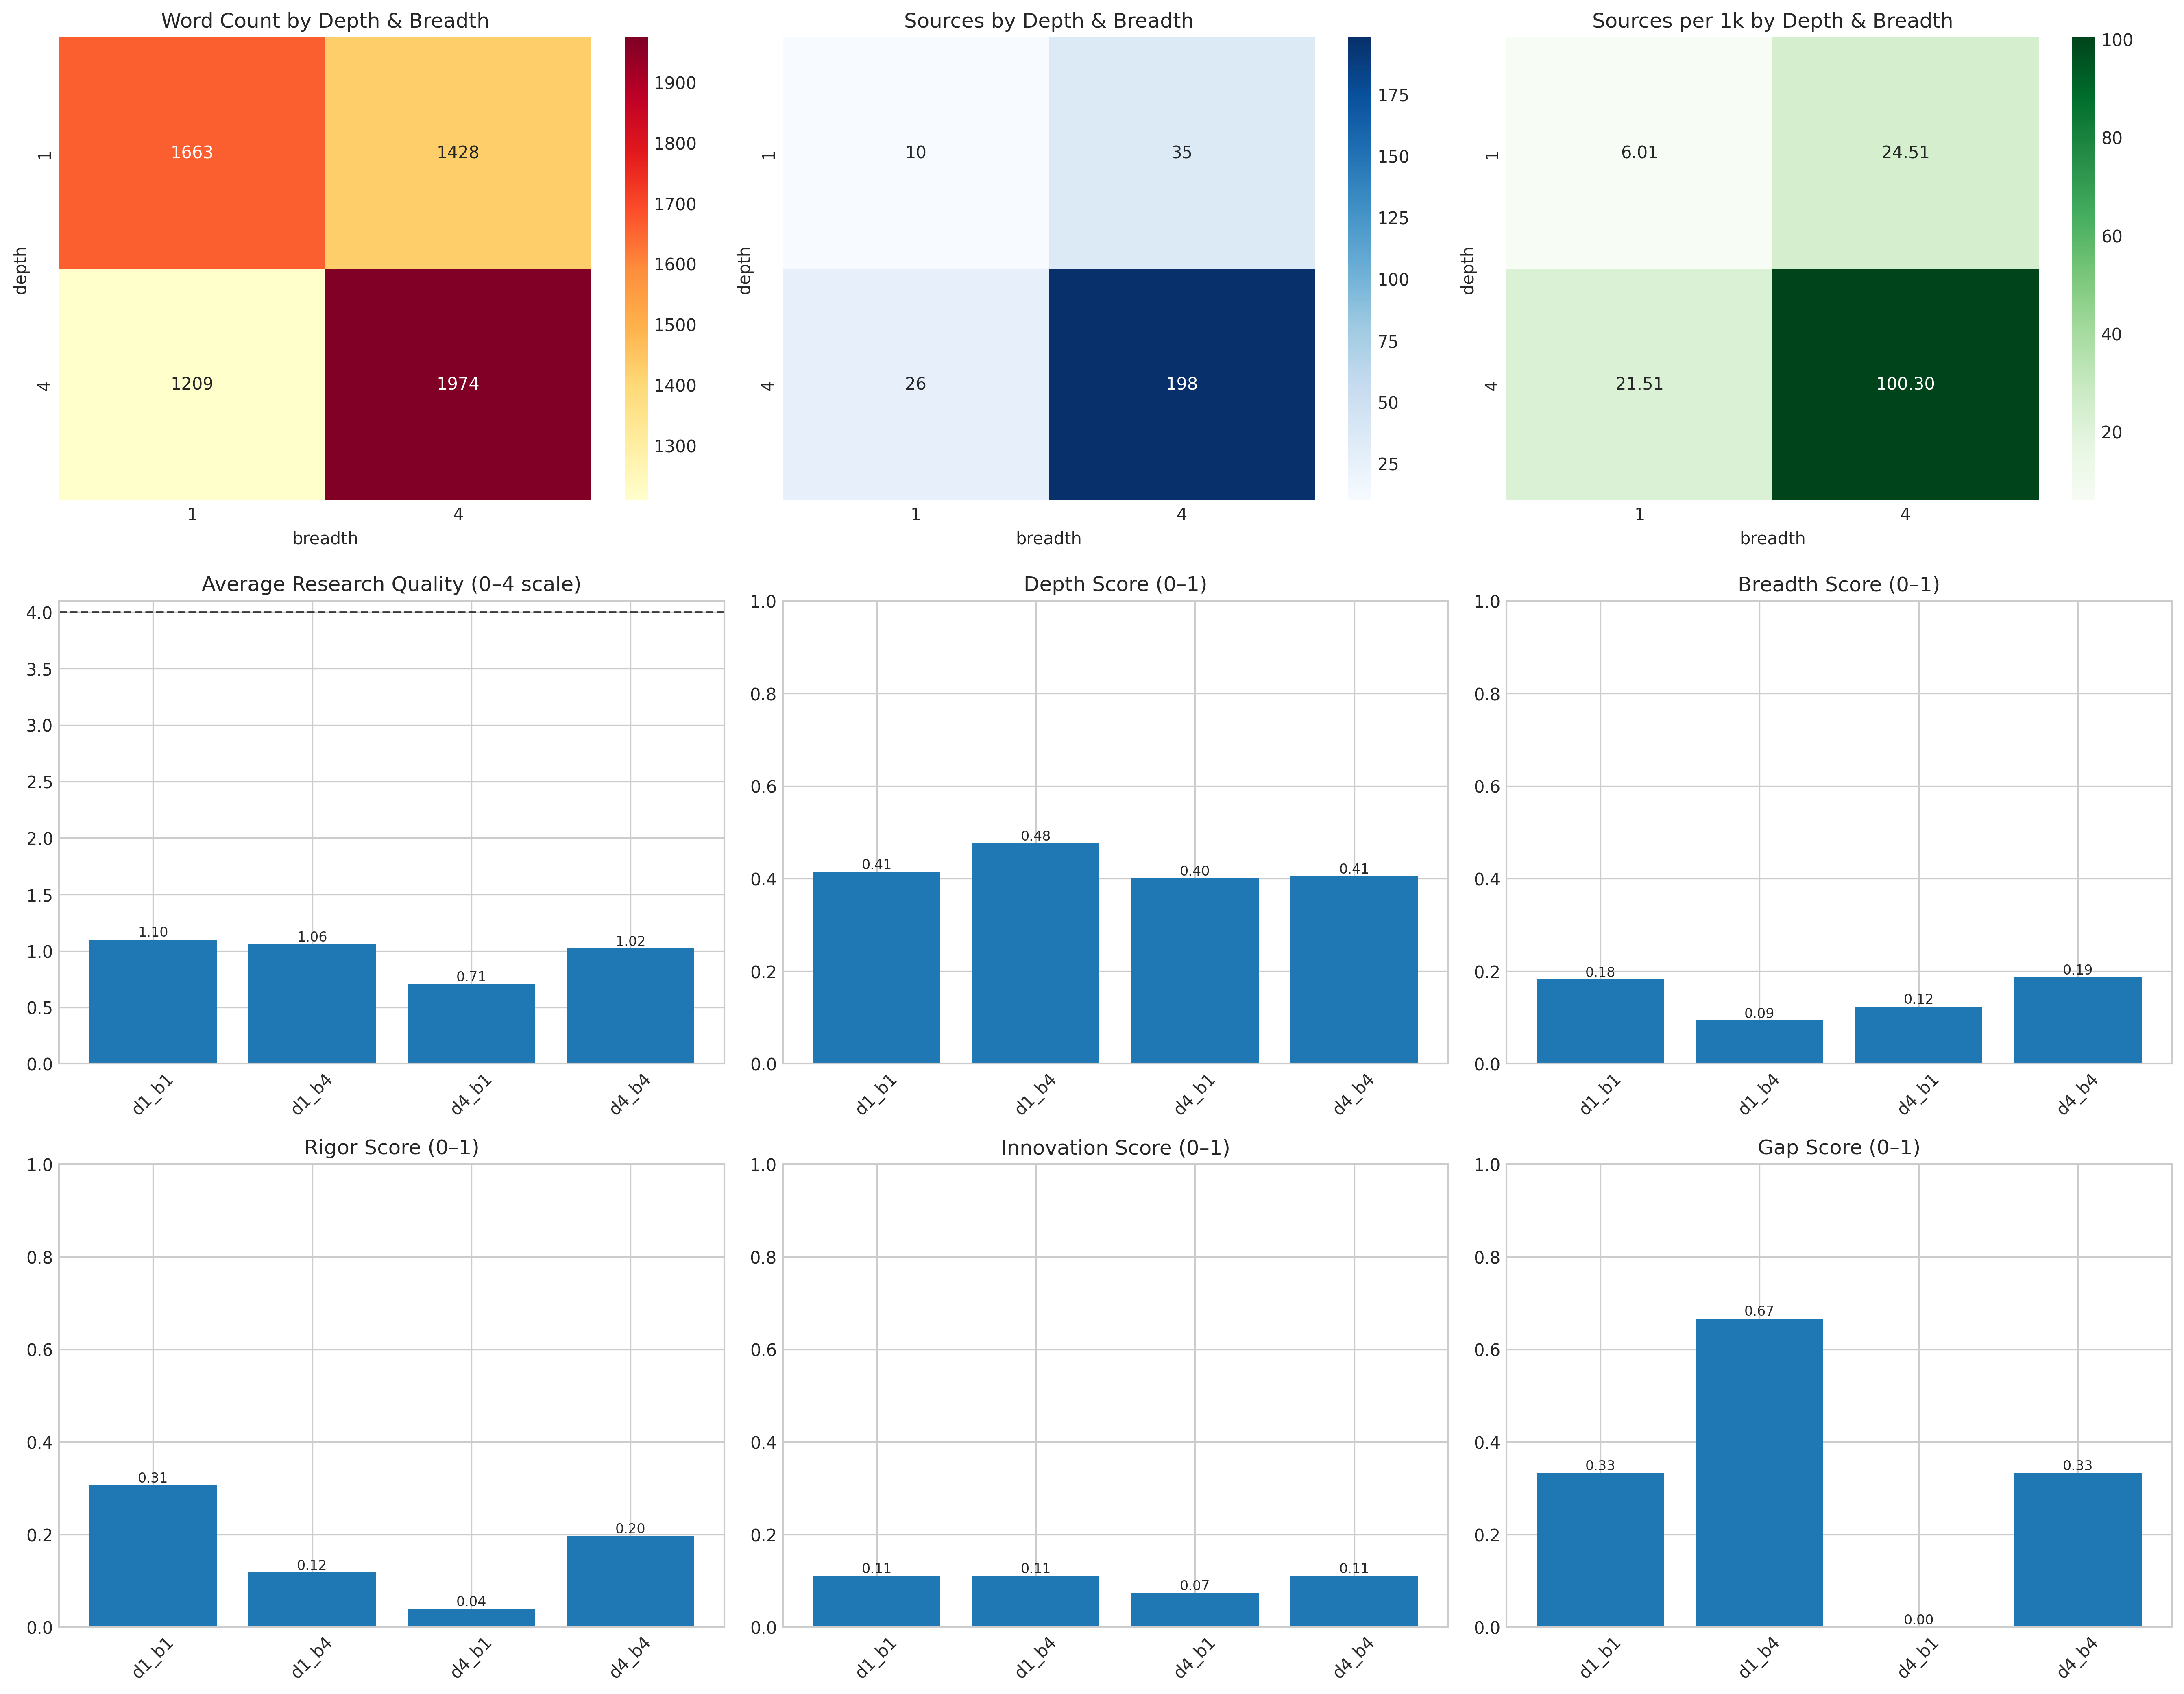 Word Count by Depth & Breadth
1663
1428
1209
1974
1
4
depth
1
4
breadth
1900
1800
1700
1600
1500
1400
1300
Sources by Depth & Breadth
10
35
26
198
1
4
depth
1
4
breadth
175
150
125
100
75
50
25
Sources per 1k by Depth & Breadth
6.01
24.51
21.51
100.30
1
4
depth
1
4
breadth
100
80
60
40
20
Average Research Quality (0–4 scale)
4.0
3.5
3.0
2.5
2.0
1.5
1.0
0.5
0.0
1.10
1.06
0.71
1.02
d1_b1
d1_b4
d4_b1
d4_b4
Depth Score (0–1)
1.0
0.8
0.6
0.4
0.2
0.0
0.41
0.48
0.40
0.41
d1_b1
d1_b4
d4_b1
d4_b4
Breadth Score (0–1)
1.0
0.8
0.6
0.4
0.2
0.0
0.18
0.09
0.12
0.19
d1_b1
d1_b4
d4_b1
d4_b4
Rigor Score (0–1)
1.0
0.8
0.6
0.4
0.2
0.0
0.31
0.12
0.04
0.20
d1_b1
d1_b4
d4_b1
d4_b4
Innovation Score (0–1)
1.0
0.8
0.6
0.4
0.2
0.0
0.11
0.11
0.07
0.11
d1_b1
d1_b4
d4_b1
d4_b4
Gap Score (0–1)
1.0
0.8
0.6
0.4
0.2
0.0
0.33
0.67
0.00
0.33
d1_b1
d1_b4
d4_b1
d4_b4